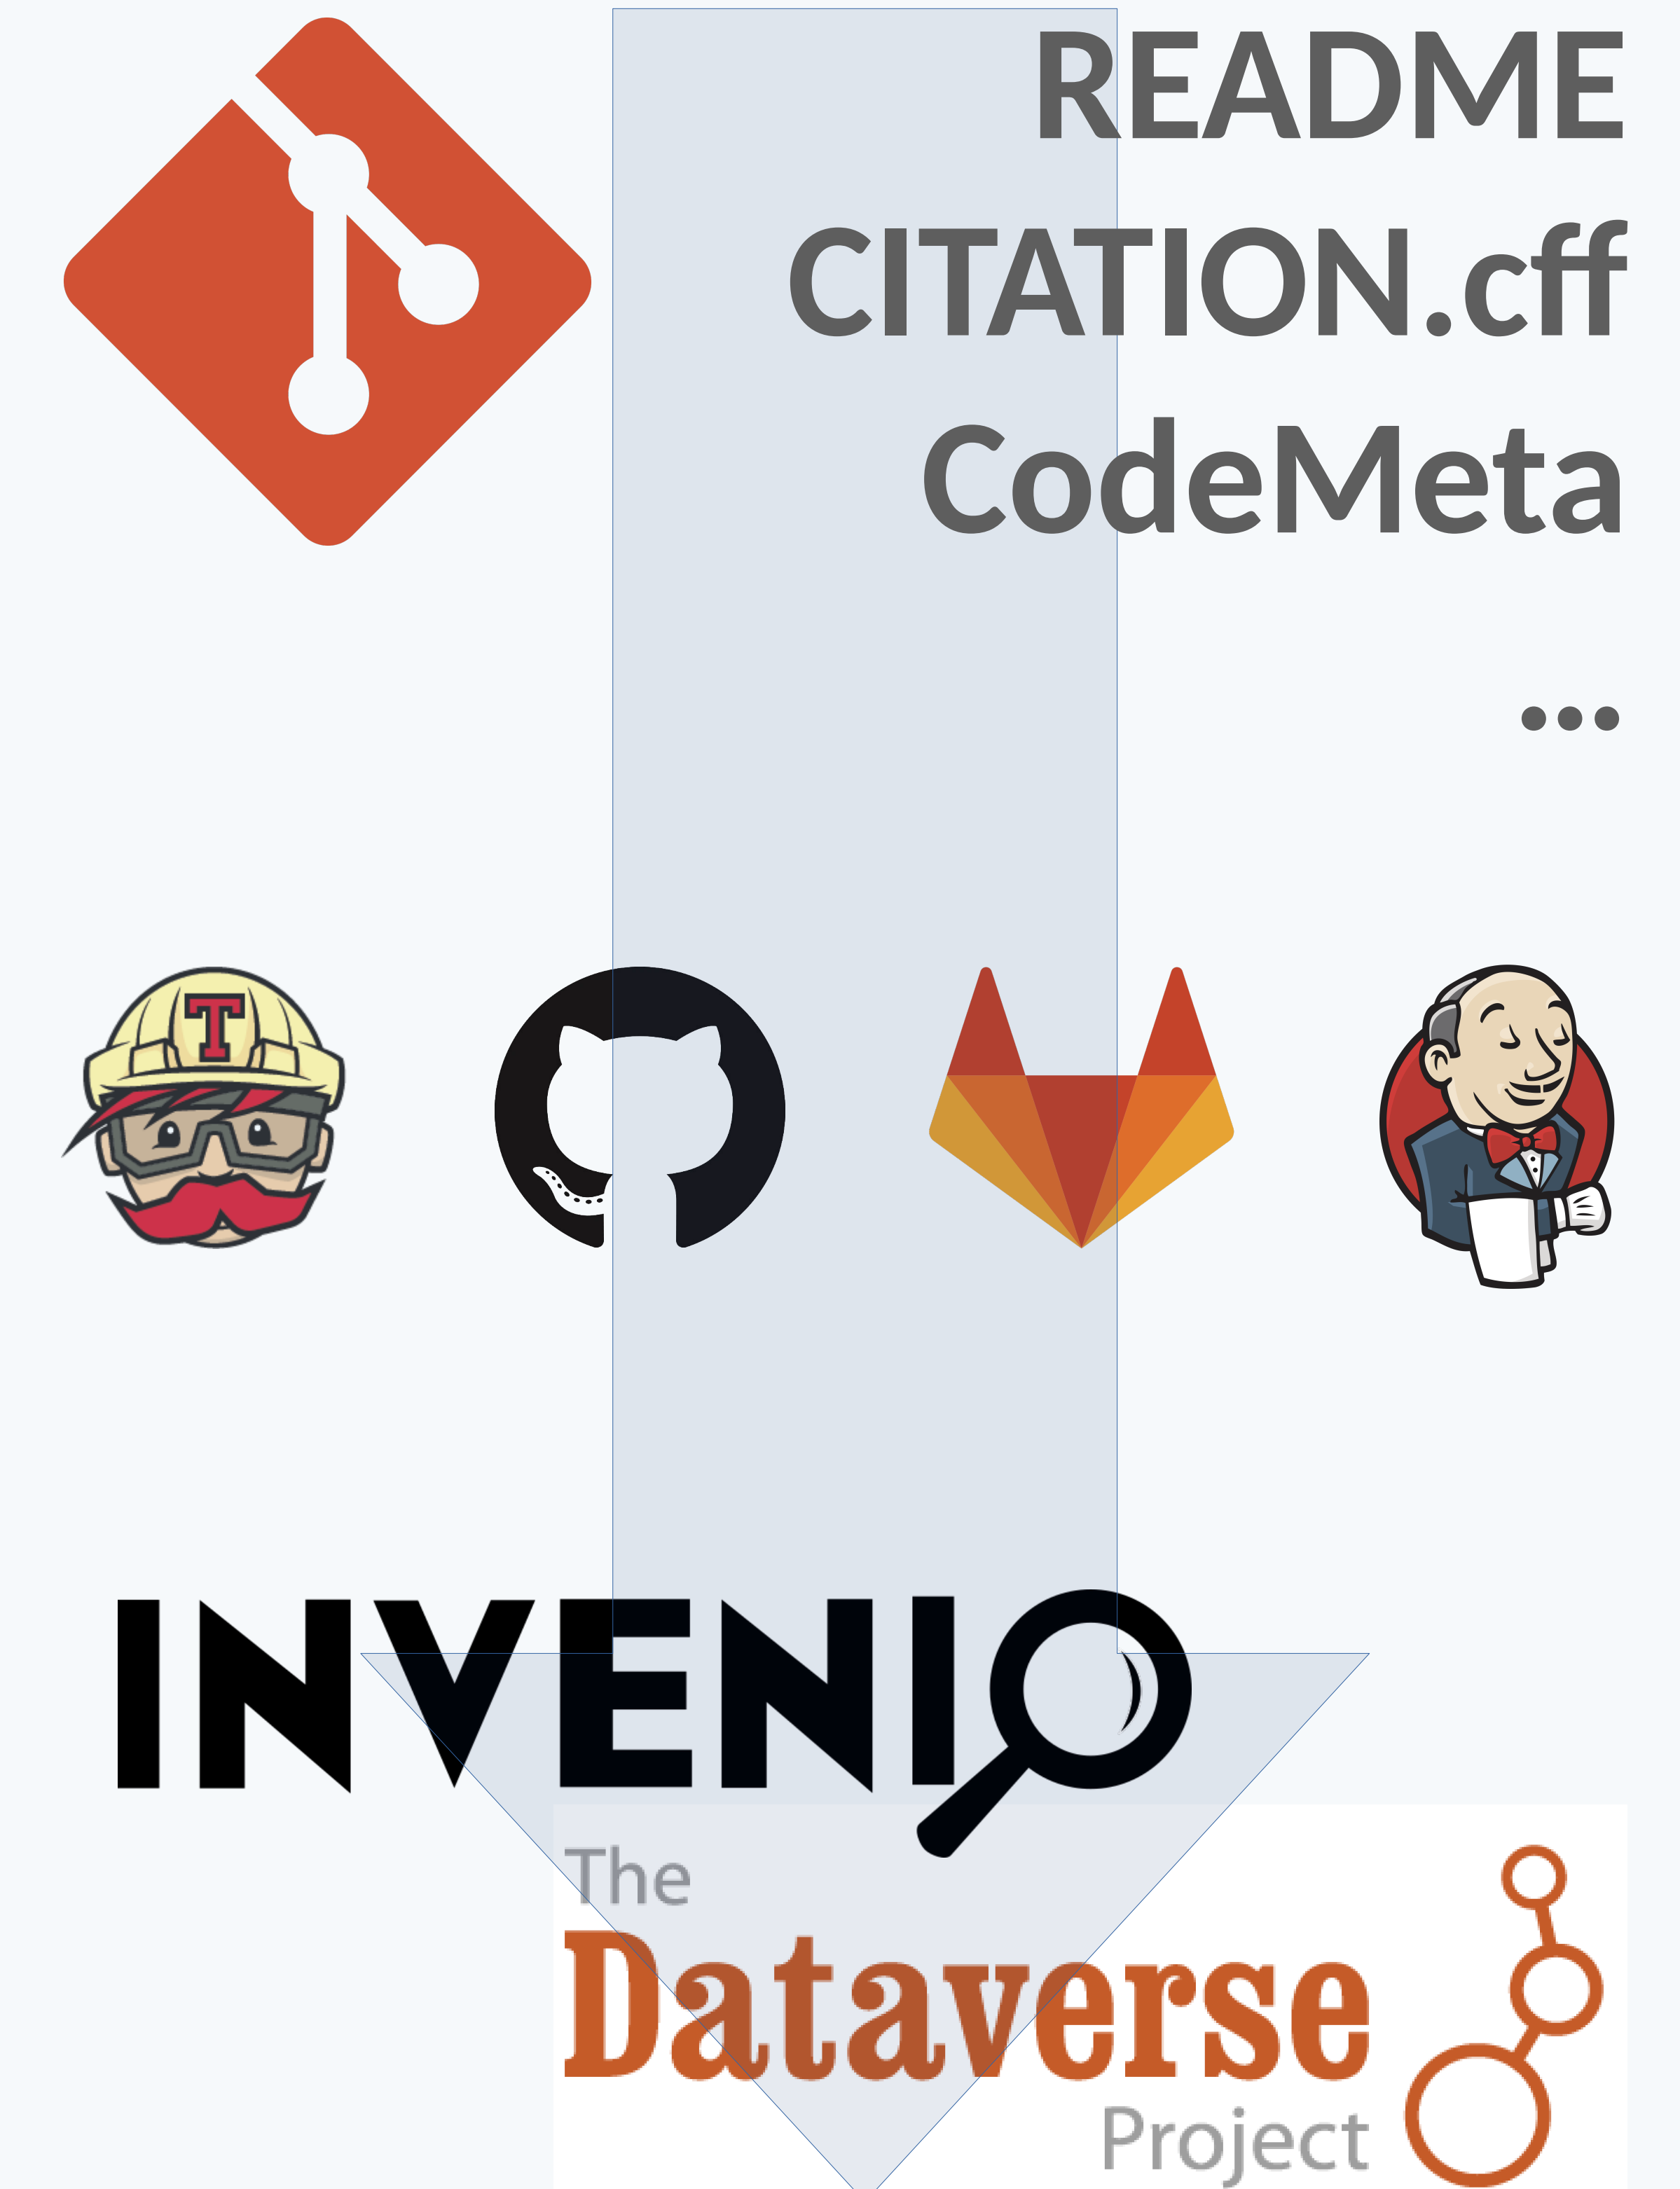 README
CITATION.cff
CodeMeta
...
T
INVENIO
The
Dataverse
Project